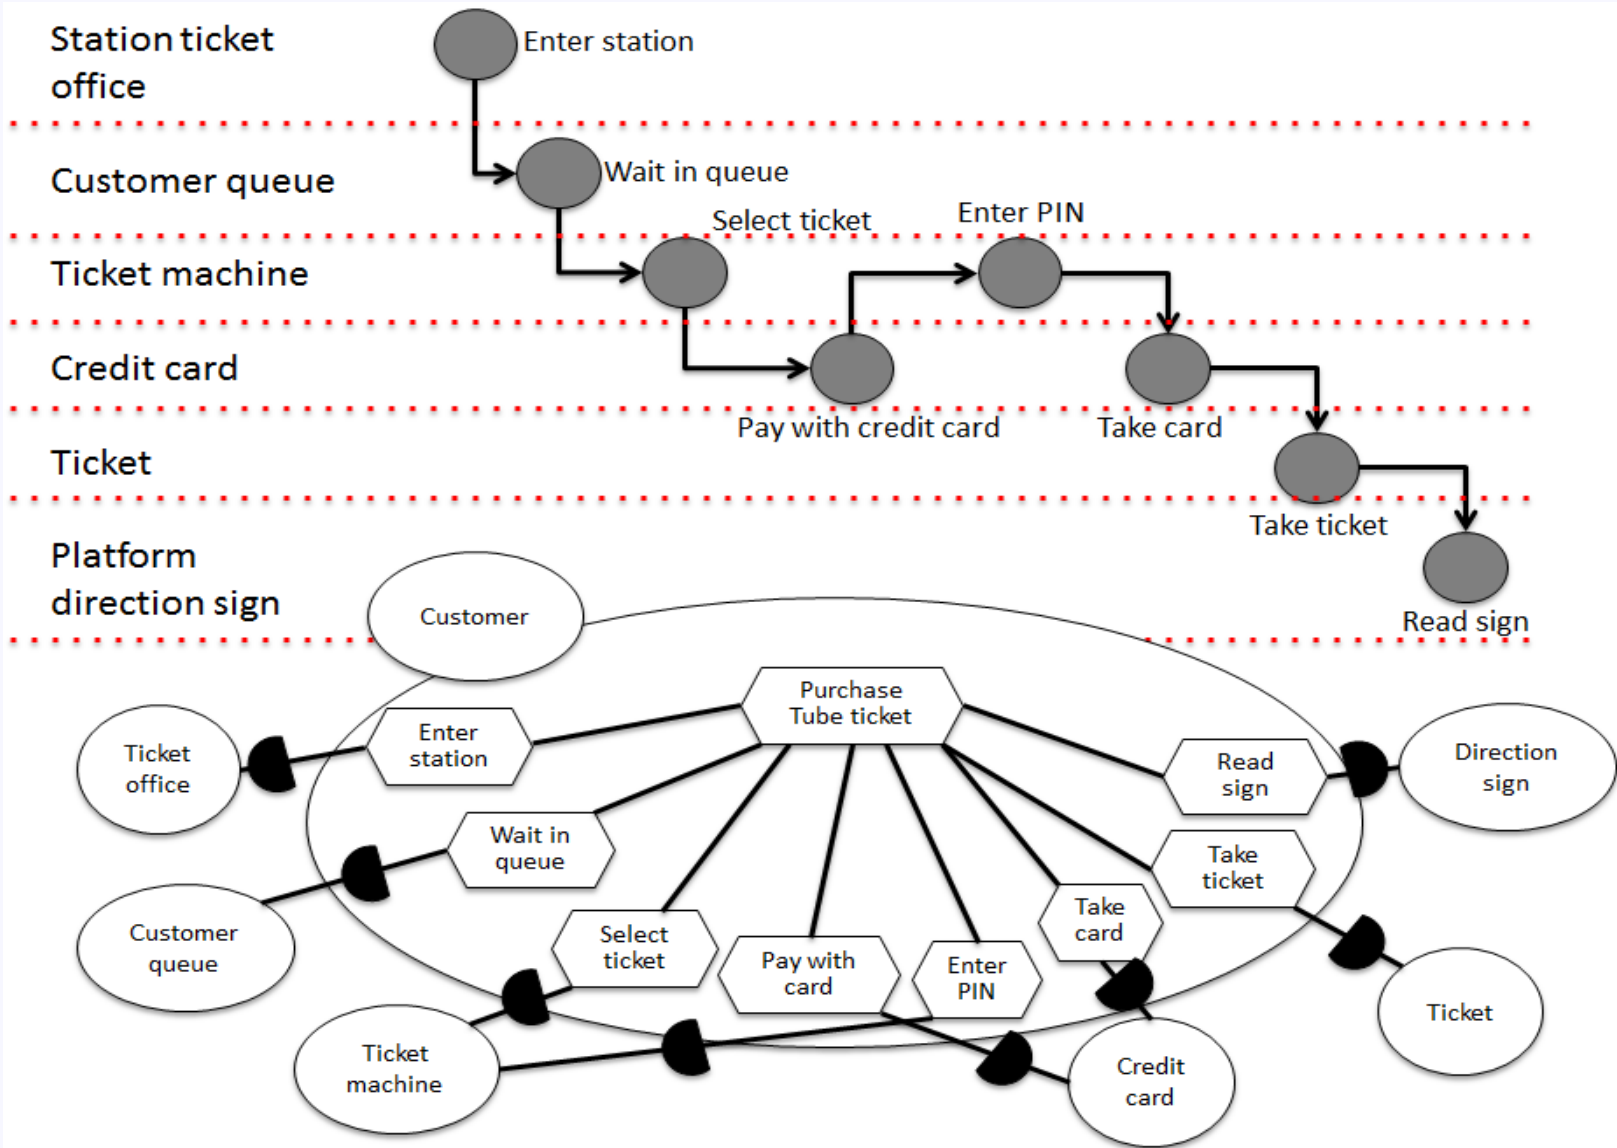 Station ticket
office
Enter station
Customer queue
Wait in queue
Select ticket
Enter PIN
Ticket machine
Credit card
Pay with credit card
Take card
Ticket
Take ticket
Platform
direction sign
Read sign
Customer
Purchase
Tube ticket
Enter
station
Ticket
office
Read
sign
Direction
sign
Wait in
queue
Take
ticket
Customer
queue
Select
ticket
Pay with
card
Enter
PIN
Take
card
Ticket
Ticket
machine
Credit
card